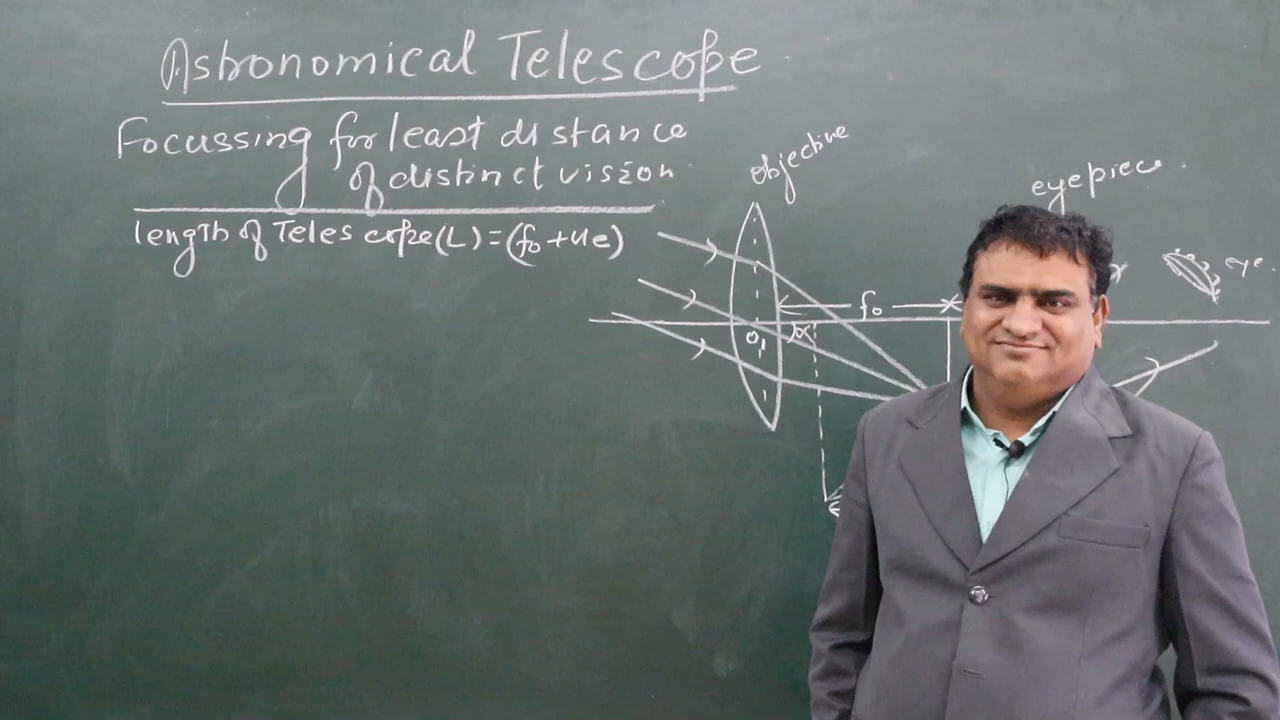 Astronomical Telescope
Focussing for least distance
of distinct vision
length of Telescope(L)=(fo+ue)
objective
eyepiece
fo
O1
α
eye